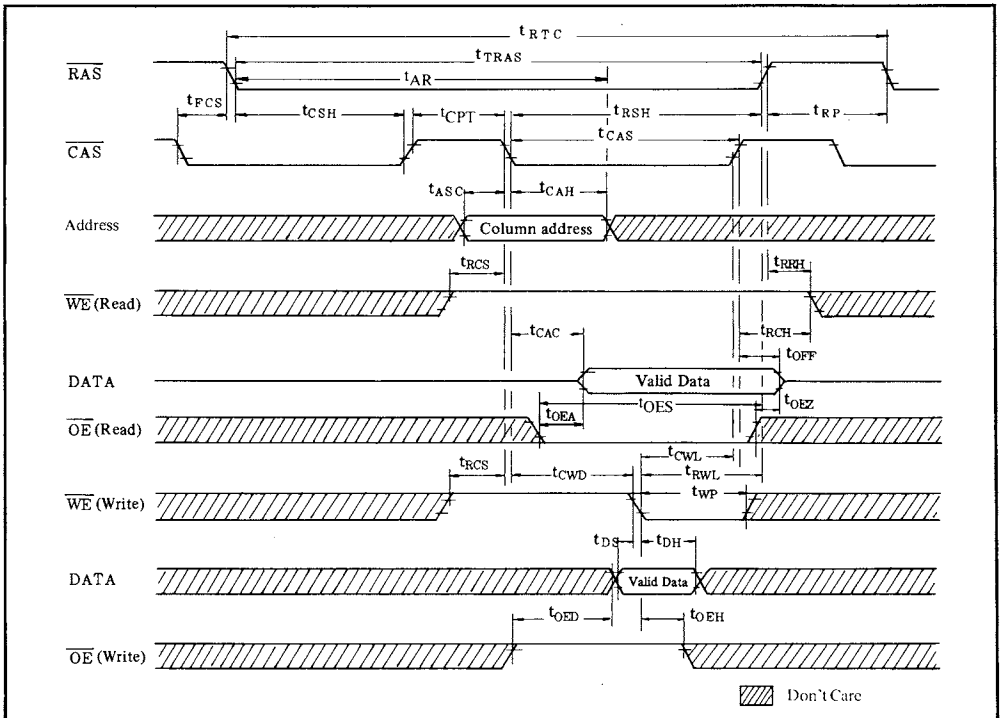 tRTC
tTRAS
RAS
tAR
tFCS
tCSH
tCPT
tRSH
tRP
tCAS
CAS
tASC
tCAH
Address
Column address
tRCS
tRRH
WE (Read)
tCAC
tRCH
tOFF
DATA
Valid Data
tOES
tOEZ
tOEA
OE (Read)
tCWL
tRCS
tCWD
tRWL
tWP
WE (Write)
tDS
tDH
DATA
Valid Data
tOED
tOEH
OE (Write)
Don't Care